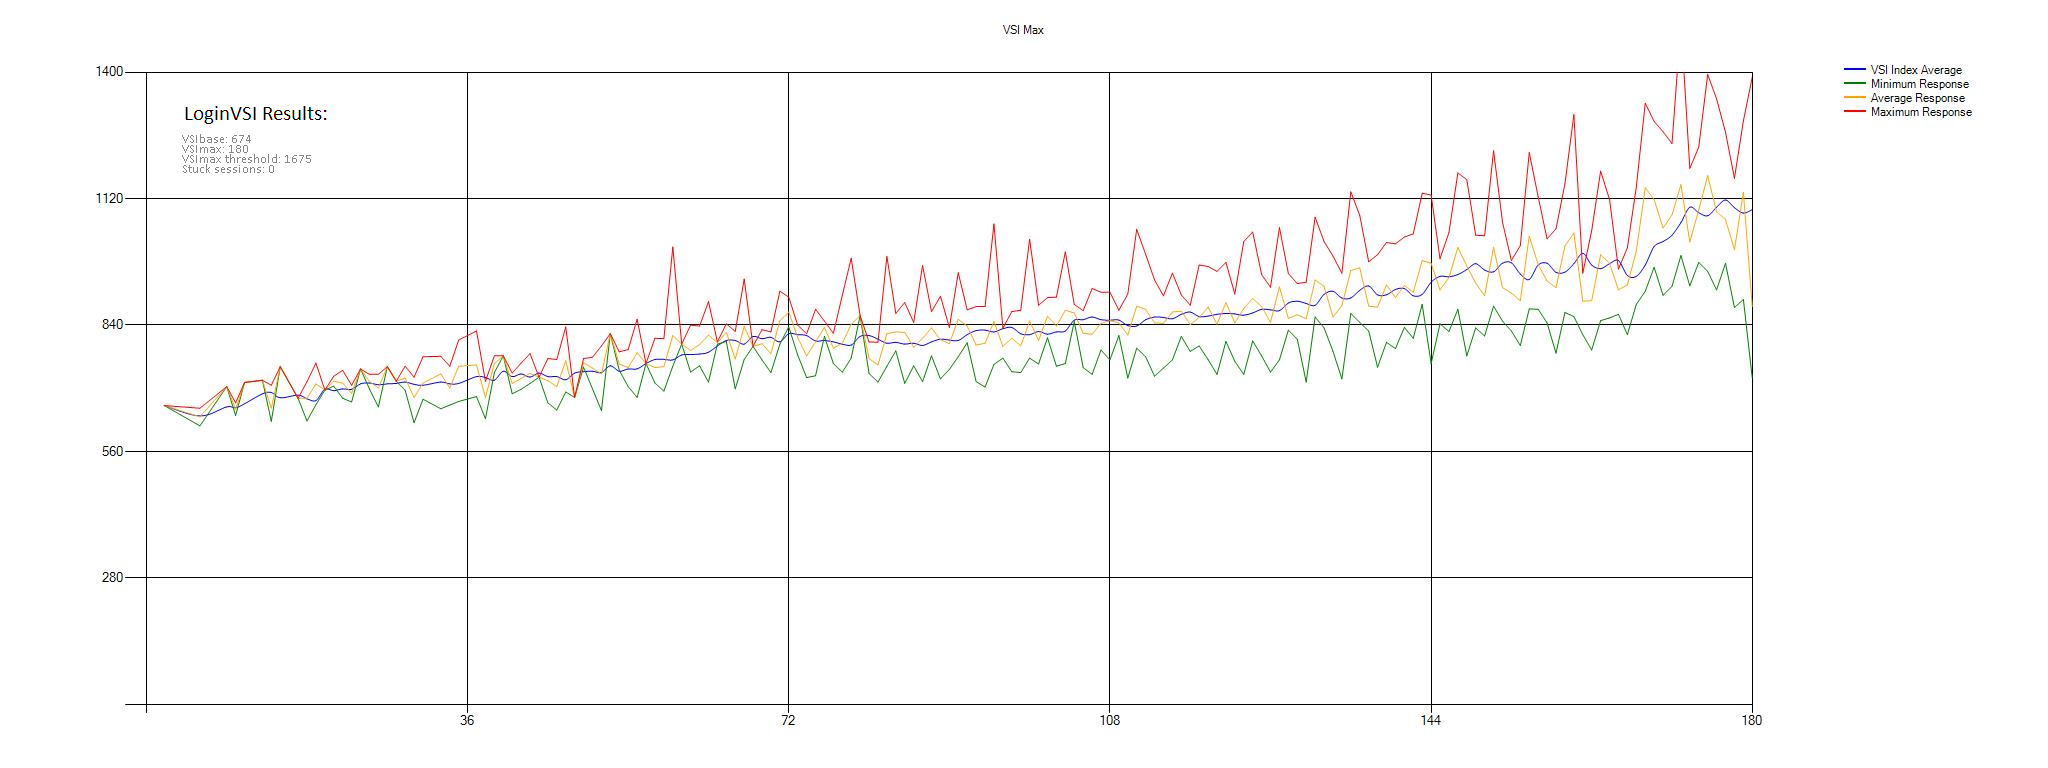 VSI Max
1400
1120
840
560
280
LoginVSI Results:
VSIbase: 674
VSImax: 180
VSImax threshold: 1675
Stuck sessions: 0
VSI Index Average
Minimum Response
Average Response
Maximum Response
36
72
108
144
180